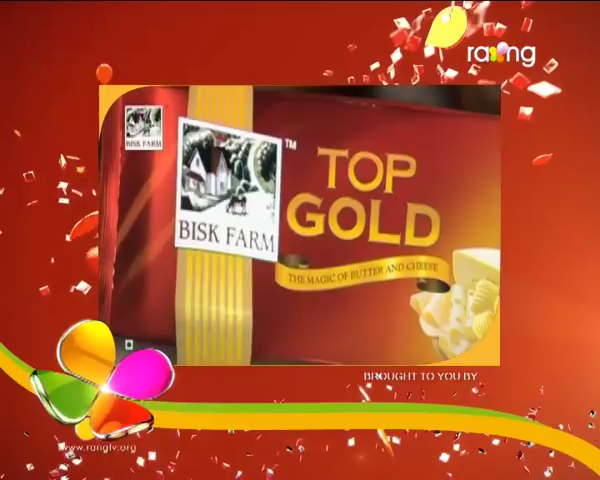 rang
BISK FARM
BISK FARM
TM
TOP
GOLD
THE MAGIC OF BUTTER AND CHEESE
BROUGHT TO YOU BY
www.rangtv.org